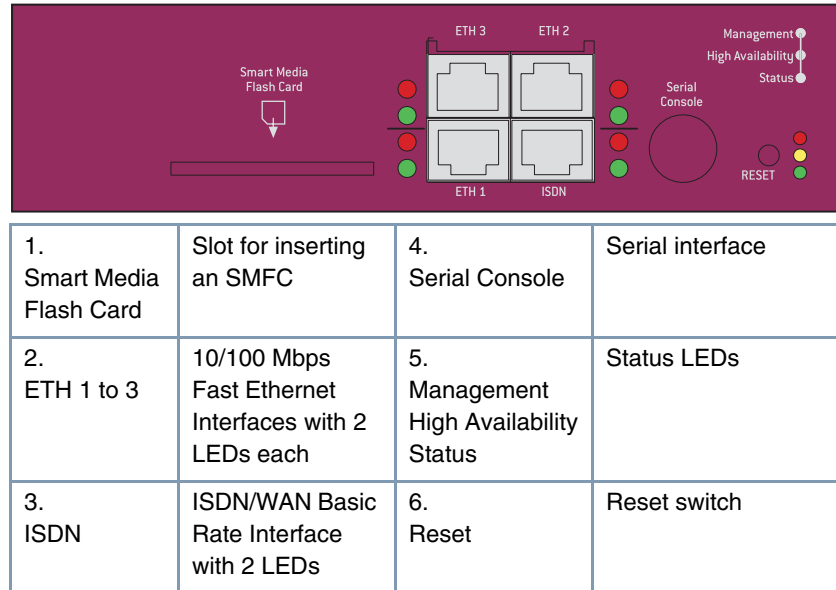 ETH 3
ETH 2
Management
High Availability
Status
Smart Media
Flash Card
Serial
Console
RESET
ETH 1
ISDN
1.
Smart Media
Flash Card
Slot for inserting
an SMFC
4.
Serial Console
Serial interface
2.
ETH 1 to 3
10/100 Mbps
Fast Ethernet
Interfaces with 2
LEDs each
5.
Management
High Availability
Status
Status LEDs
3.
ISDN
ISDN/WAN Basic
Rate Interface
with 2 LEDs
6.
Reset
Reset switch